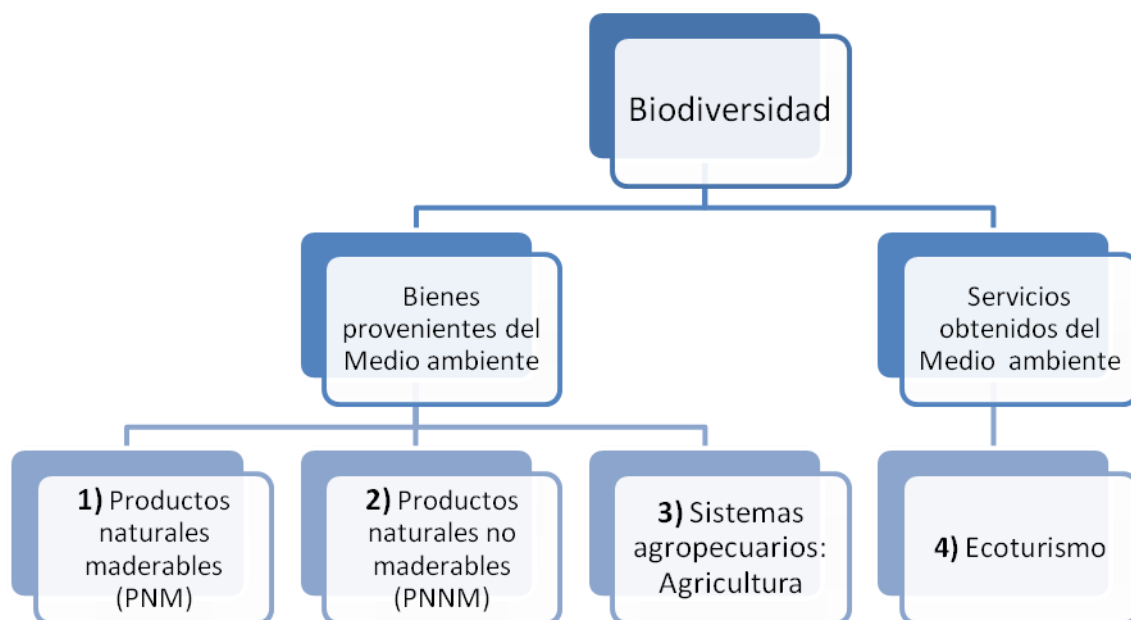 Biodiversidad
Bienes
provenientes del
Medio ambiente
Servicios
obtenidos del
Medio ambiente
1) Productos
naturales
maderables
(PNM)
2) Productos
naturales no
maderables
(PNNM)
3) Sistemas
agropecuarios:
Agricultura
4) Ecoturismo